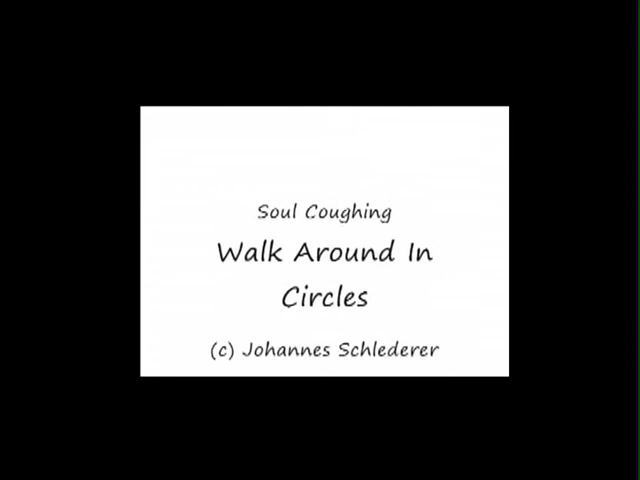 Soul Coughing
Walk Around In
Circles
(c) Johannes Schlederer